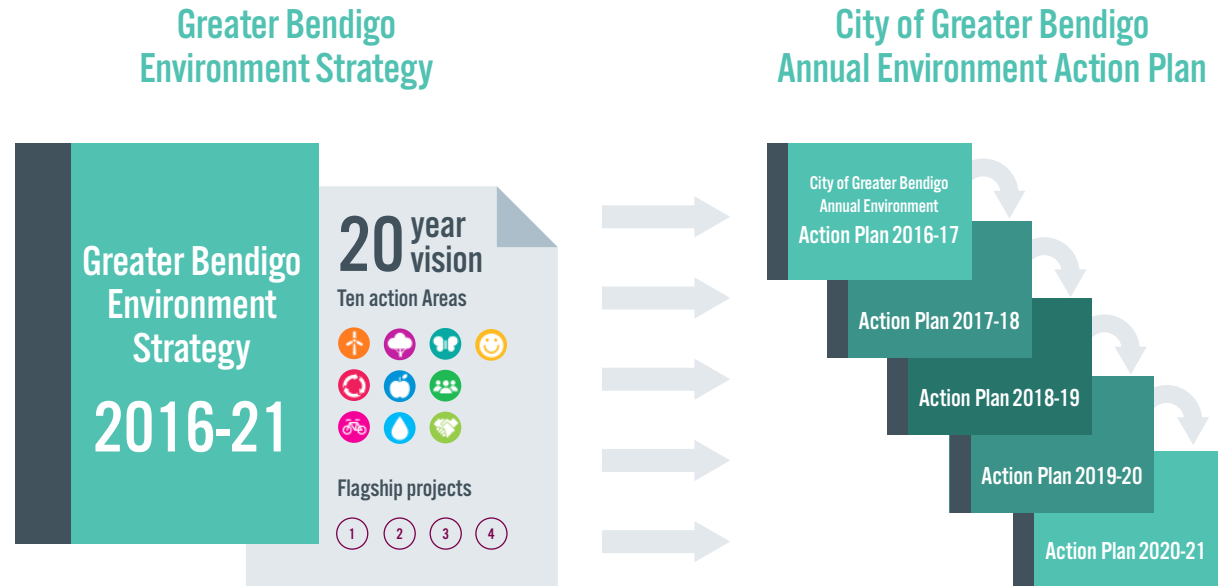 Greater Bendigo
Environment Strategy
Greater Bendigo
Environment
Strategy
2016-21
20 year
vision
Ten action Areas
Flagship projects
1 2 3 4
City of Greater Bendigo
Annual Environment Action Plan
City of Greater Bendigo
Annual Environment
Action Plan 2016-17
Action Plan 2017-18
Action Plan 2018-19
Action Plan 2019-20
Action Plan 2020-21